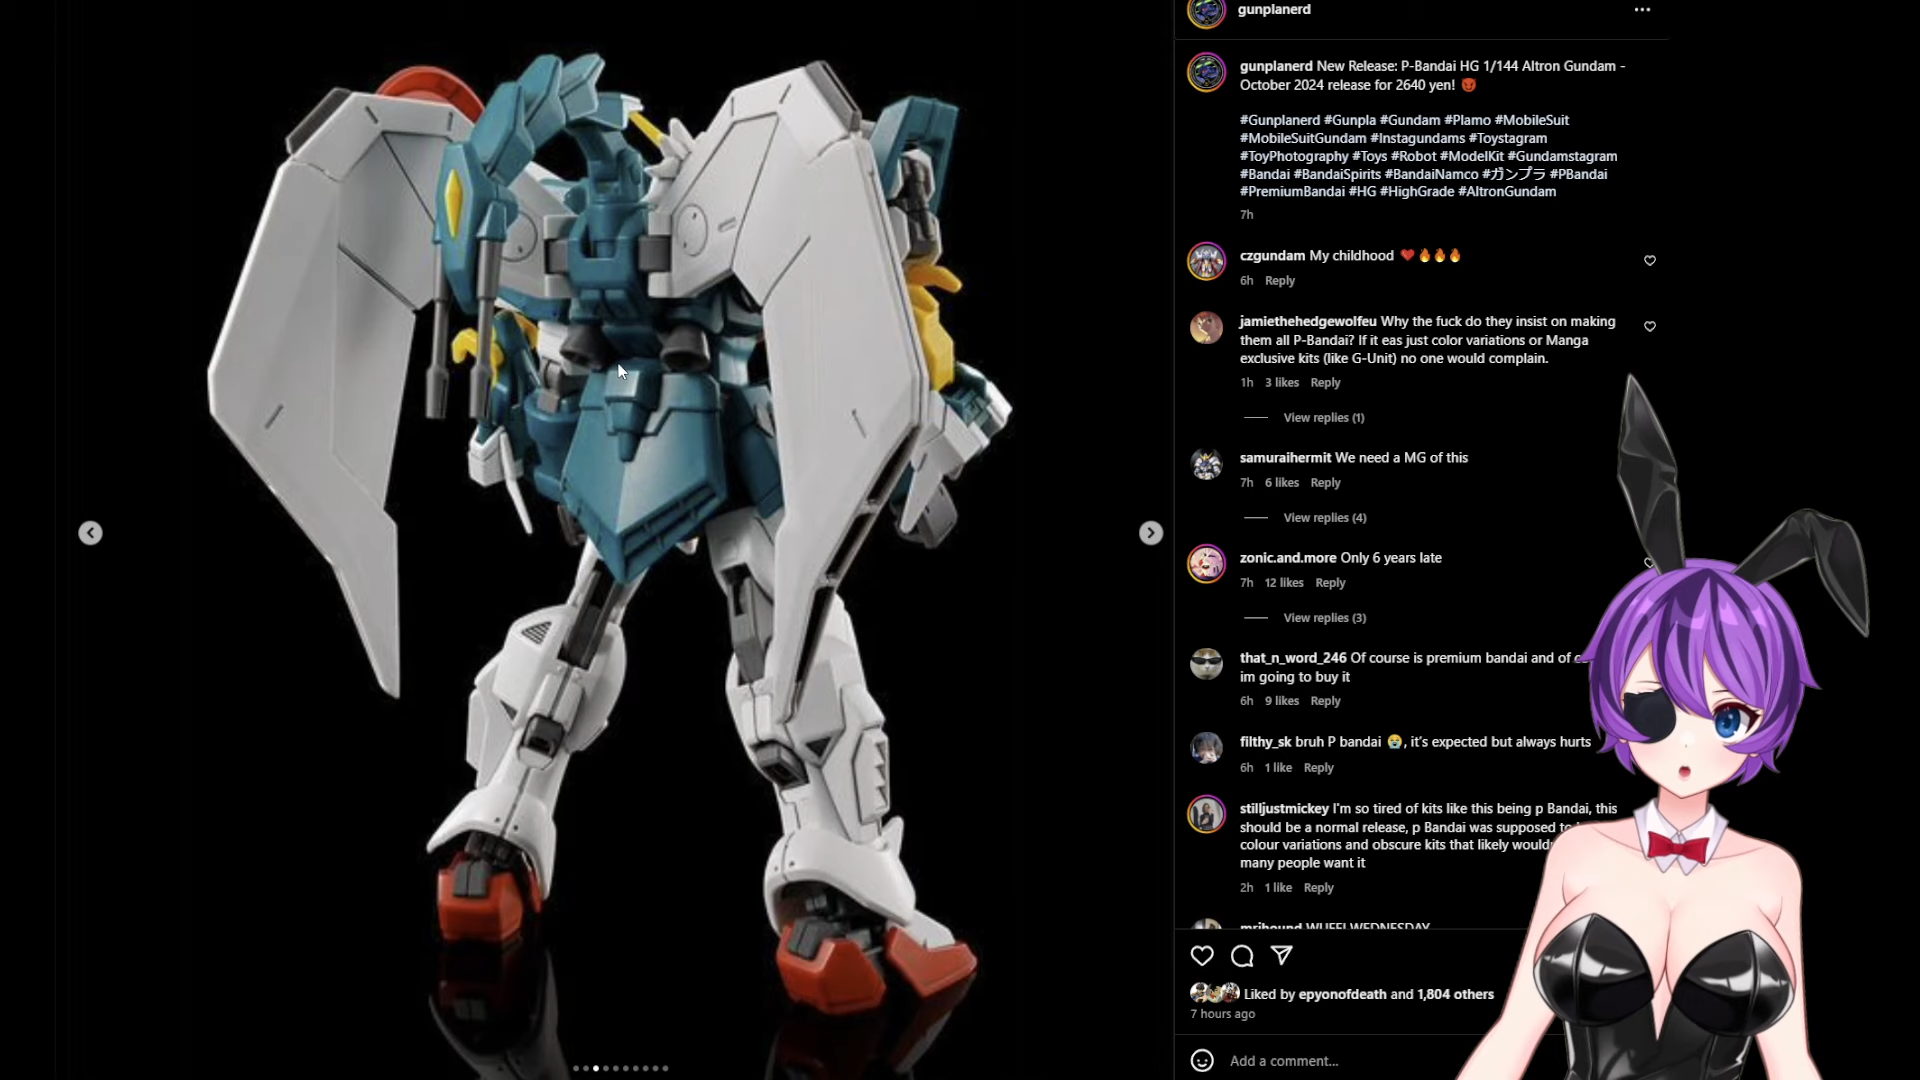 gunplanerd
gunplanerd New Release: P-Bandai HG 1/144 Altron Gundam -
October 2024 release for 2640 yen! 😈
#Gunplanerd #Gunpla #Gundam #Plamo #MobileSuit
#MobileSuitGundam #Instagundams #Toystagram
#ToyPhotography #Toys #Robot #ModelKit #Gundamstagram
#Bandai #BandaiSpirits #BandaiNamco #ガンプラ #PBandai
#PremiumBandai #HG #HighGrade #AltronGundam
7h
czgundam My childhood ❤️🔥🔥🔥
6h Reply
jamiethehedgewolfeu Why the fuck do they insist on making
them all P-Bandai? If it eas just color variations or Manga
exclusive kits (like G-Unit) no one would complain.
1h 3 likes Reply
View replies (1)
samuraihermit We need a MG of this
7h 6 likes Reply
View replies (4)
zonic.and.more Only 6 years late
7h 12 likes Reply
View replies (3)
that_n_word_246 Of course is premium bandai and of
im going to buy it
6h 9 likes Reply
filthy_sk bruh P bandai 😭, it's expected but always hurts
6h 1 like Reply
stilljustmickey I'm so tired of kits like this being p Bandai, this
should be a normal release, p Bandai was supposed
colour variations and obscure kits that likely
many people want it
2h 1 like Reply
mrihound WUFEI WEDNESDAY
Liked by epyonofdeath and 1,804 others
7 hours ago
Add a comment...